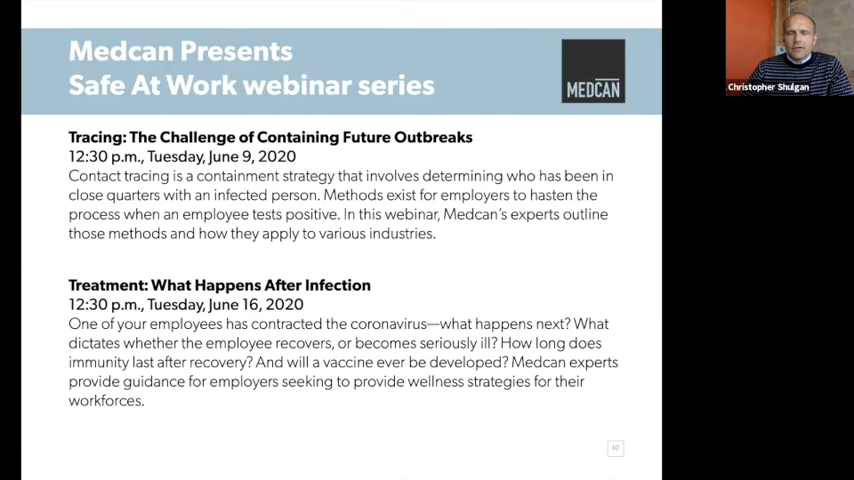 Medcan Presents
Safe At Work webinar series
MEDCAN
Christopher Shulgan
Tracing: The Challenge of Containing Future Outbreaks
12:30 p.m., Tuesday, June 9, 2020
Contact tracing is a containment strategy that involves determining who has been in
close quarters with an infected person. Methods exist for employers to hasten the
process when an employee tests positive. In this webinar, Medcan's experts outline
those methods and how they apply to various industries.
Treatment: What Happens After Infection
12:30 p.m., Tuesday, June 16, 2020
One of your employees has contracted the coronavirus—what happens next? What
dictates whether the employee recovers, or becomes seriously ill? How long does
immunity last after recovery? And will a vaccine ever be developed? Medcan experts
provide guidance for employers seeking to provide wellness strategies for their
workforces.
10